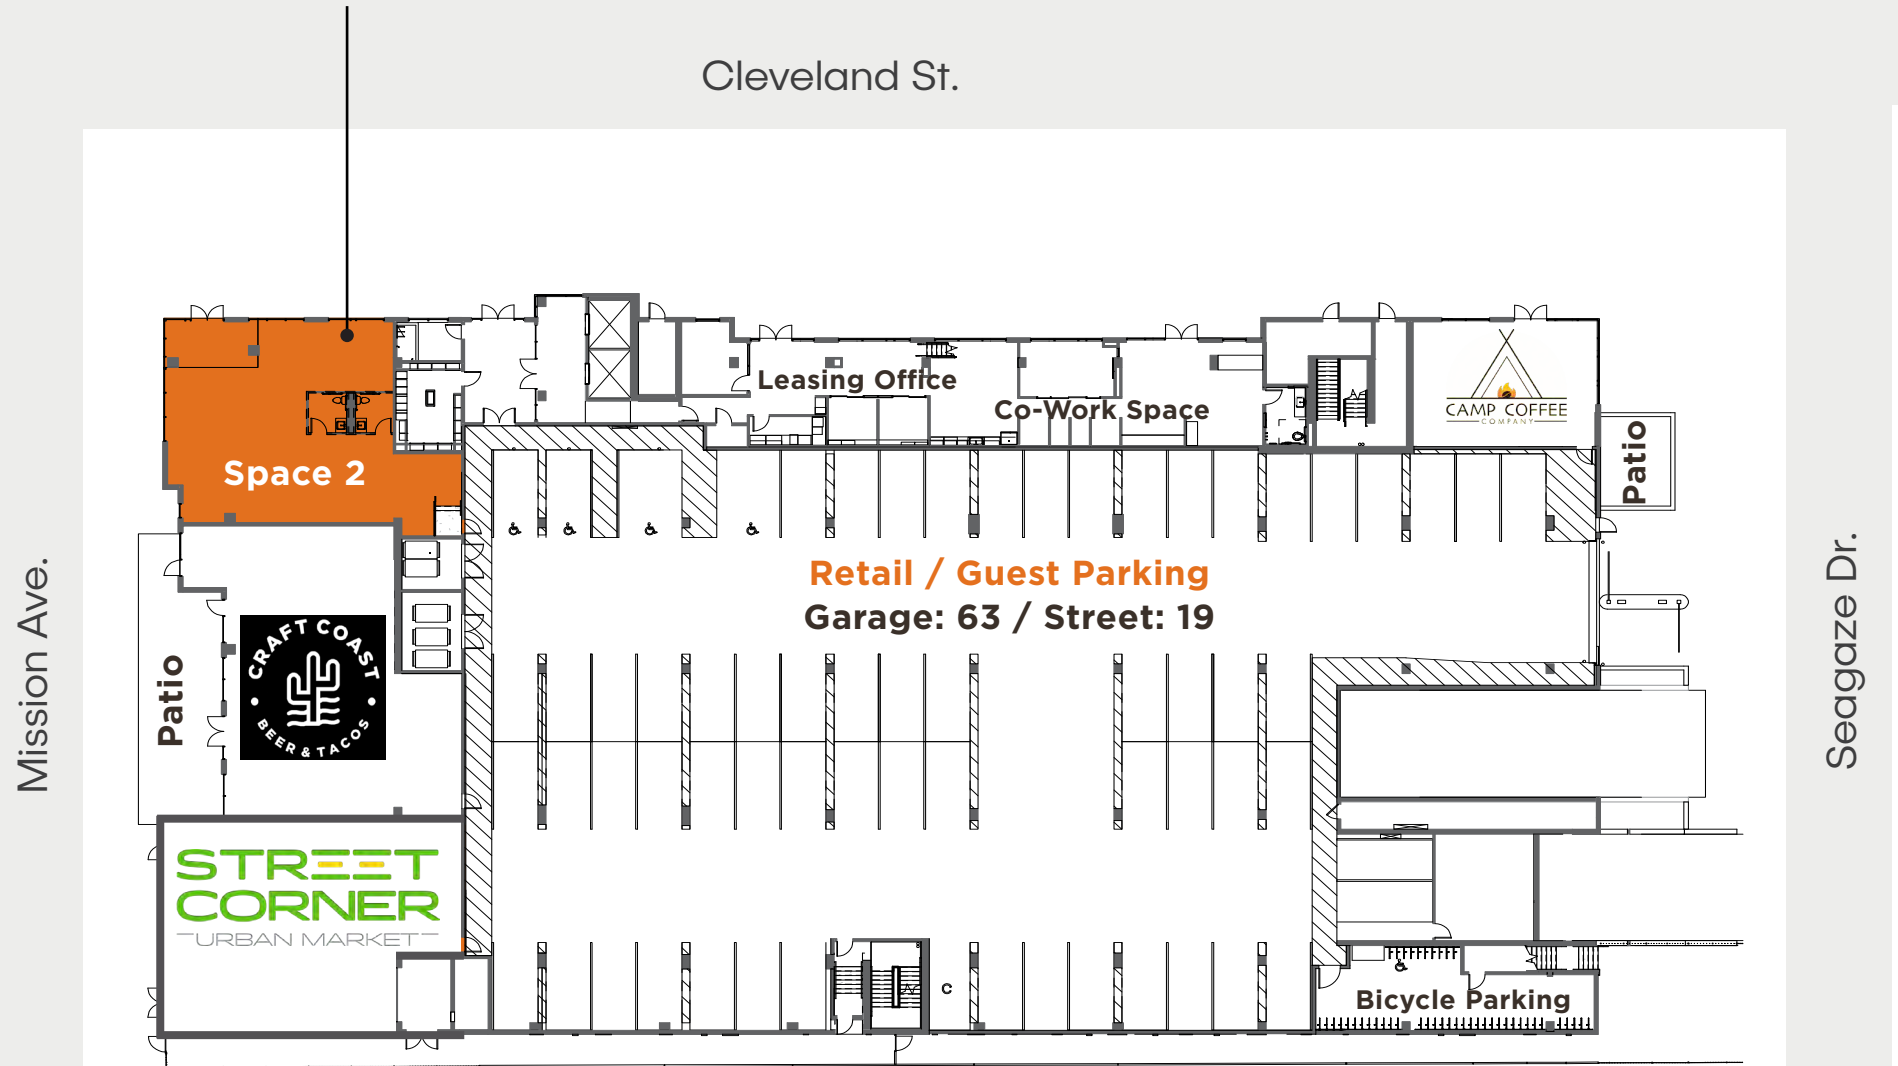 Cleveland St.
Mission Ave.
Seagaze Dr.
Leasing Office
Co-Work Space
CAMP COFFEE
COMPANY
Patio
Space 2
Retail / Guest Parking
Garage: 63 / Street: 19
Patio
CRAFT COAST
BEER & TACOS
STREET
CORNER
URBAN MARKET
C
Bicycle Parking